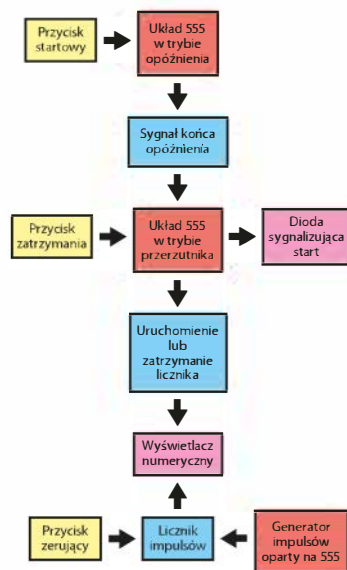 Przycisk
startowy
Układ 555
w trybie
opóźnienia
Sygnał końca
opóźnienia
Przycisk
zatrzymania
Układ 555
w trybie
przerzutnika
Dioda
sygnalizująca
start
Uruchomienie
lub
zatrzymanie
licznika
Wyświetlacz
numeryczny
Przycisk
zerujący
Licznik
impulsów
Generator
impulsów
oparty na 555